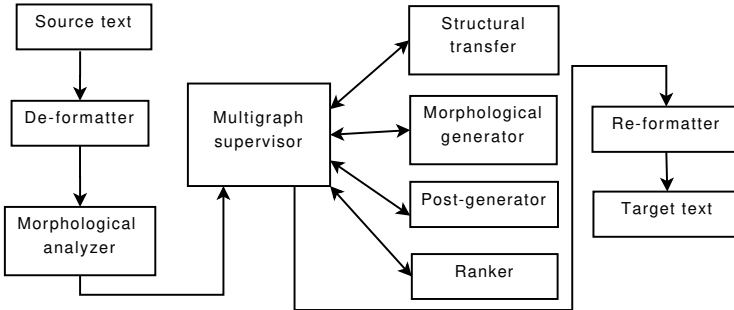 Source text
De-formatter
Morphological
analyzer
Multigraph
supervisor
Structural
transfer
Morphological
generator
Post-generator
Ranker
Re-formatter
Target text